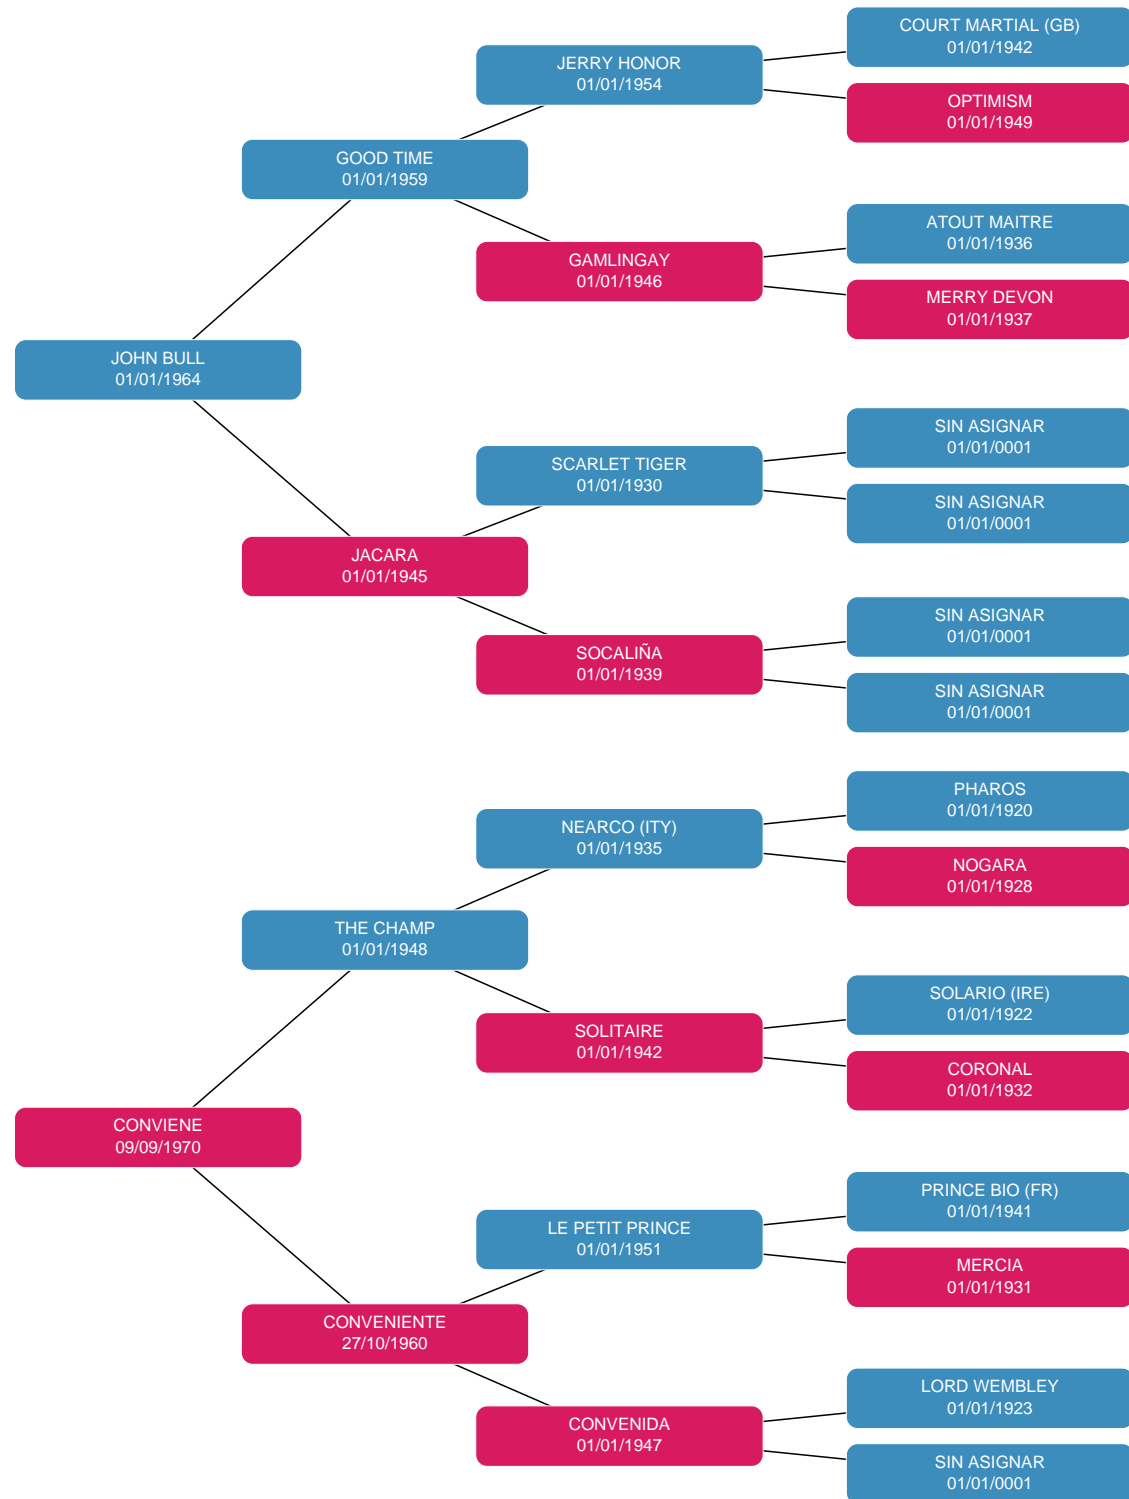 COURT MARTIAL (GB)
01/01/1942
JERRY HONOR
01/01/1954
OPTIMISM
01/01/1949
GOOD TIME
01/01/1959
ATOUT MAITRE
01/01/1936
GAMLINGAY
01/01/1946
MERRY DEVON
01/01/1937
JOHN BULL
01/01/1964
SIN ASIGNAR
01/01/0001
SCARLET TIGER
01/01/1930
SIN ASIGNAR
01/01/0001
JACARA
01/01/1945
SIN ASIGNAR
01/01/0001
SOCALIÑA
01/01/1939
SIN ASIGNAR
01/01/0001
PHAROS
01/01/1920
NEARCO (ITY)
01/01/1935
NOGARA
01/01/1928
THE CHAMP
01/01/1948
SOLARIO (IRE)
01/01/1922
SOLITAIRE
01/01/1942
CORONAL
01/01/1932
CONVIENE
09/09/1970
PRINCE BIO (FR)
01/01/1941
LE PETIT PRINCE
01/01/1951
MERCIA
01/01/1931
CONVENIENTE
27/10/1960
LORD WEMBLEY
01/01/1923
CONVENIDA
01/01/1947
SIN ASIGNAR
01/01/0001